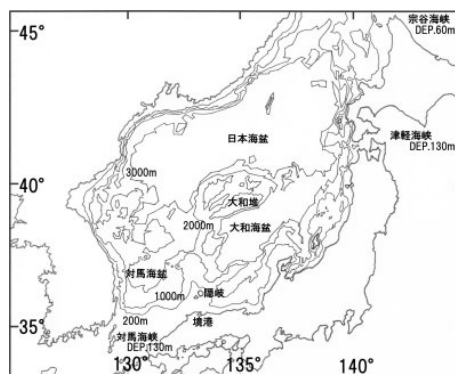 45°
宗谷海峡
DEP.60m
日本海盆
津軽海峡
DEP.130m
3000m
40°
大和堆
2000m
大和海盆
対馬海盆
1000m
隠岐
200m
境港
35°
対馬海峡
DEP.130m
130°
135°
140°